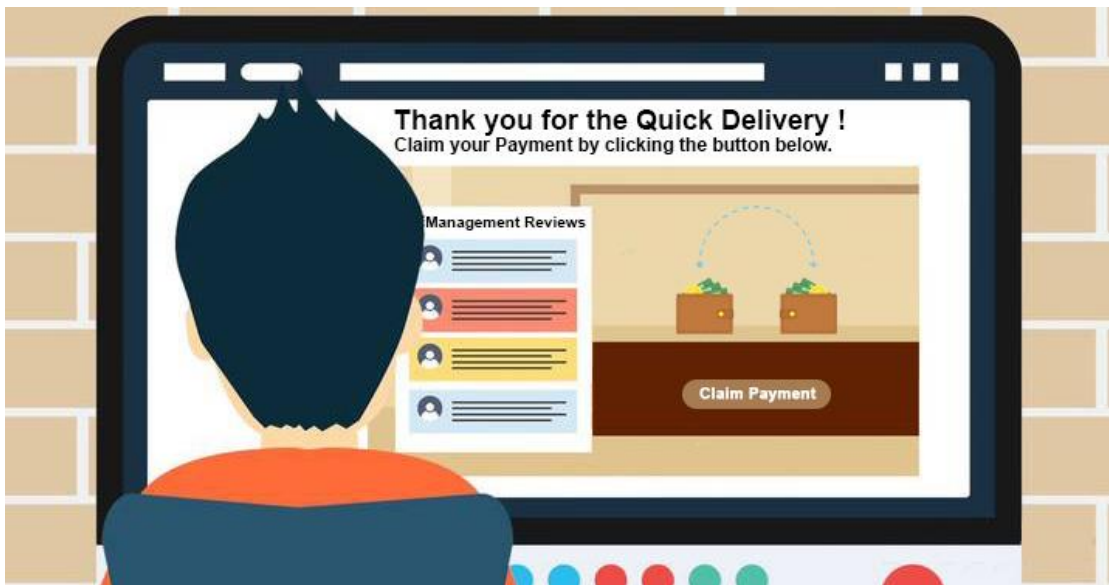 Thank you for the Quick Delivery !
Claim your Payment by clicking the button below.
Management Reviews
Claim Payment